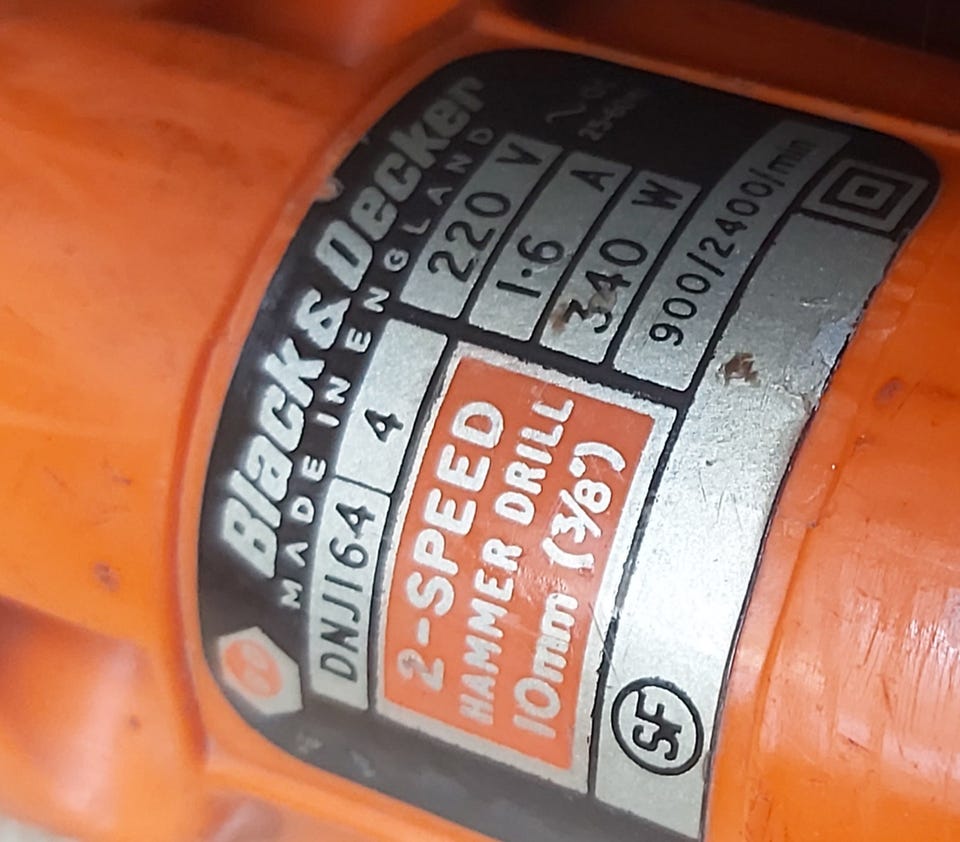 Black & Decker
MADE IN ENGLAND
DNJ164 4
220 V
1·6 A
340 W
900/2400/min
2-SPEED
HAMMER DRILL
10mm (3/8")
SF